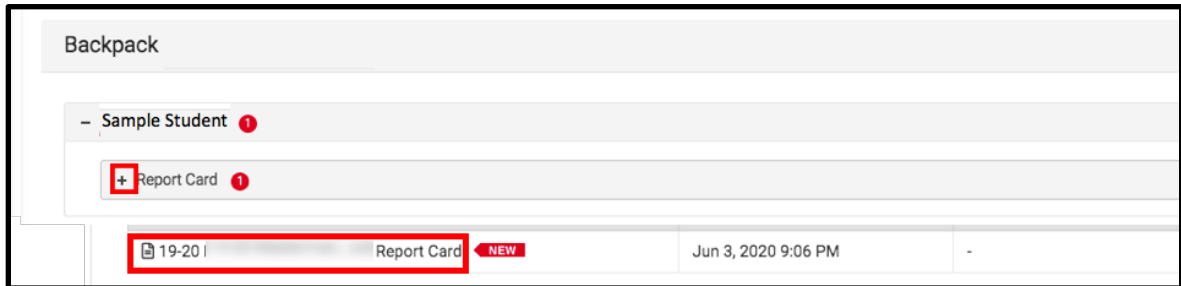 Backpack
– Sample Student 1
+ Report Card 1
19-20 Report Card NEW Jun 3, 2020 9:06 PM -